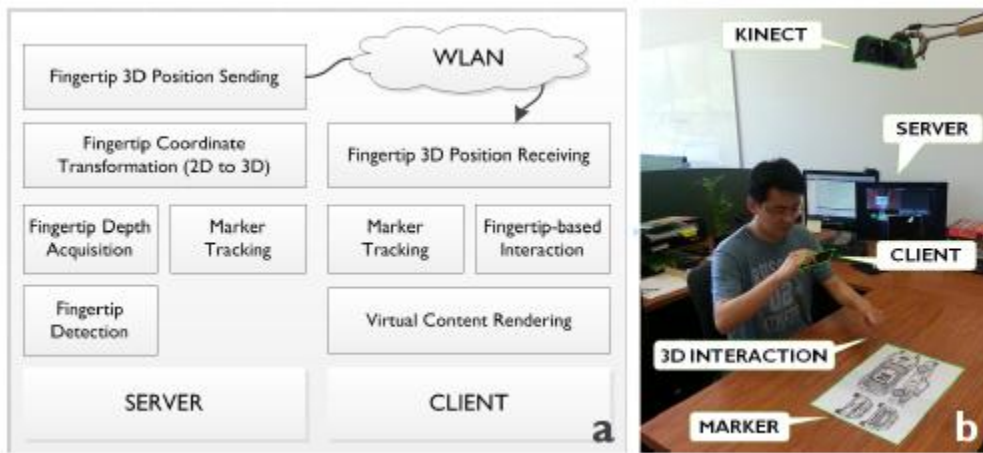 Fingertip 3D Position Sending
WLAN
Fingertip Coordinate
Transformation (2D to 3D)
Fingertip 3D Position Receiving
Fingertip Depth
Acquisition
Marker
Tracking
Marker
Tracking
Fingertip-based
Interaction
Fingertip
Detection
Virtual Content Rendering
SERVER
CLIENT
a
KINECT
SERVER
CLIENT
3D INTERACTION
MARKER
b